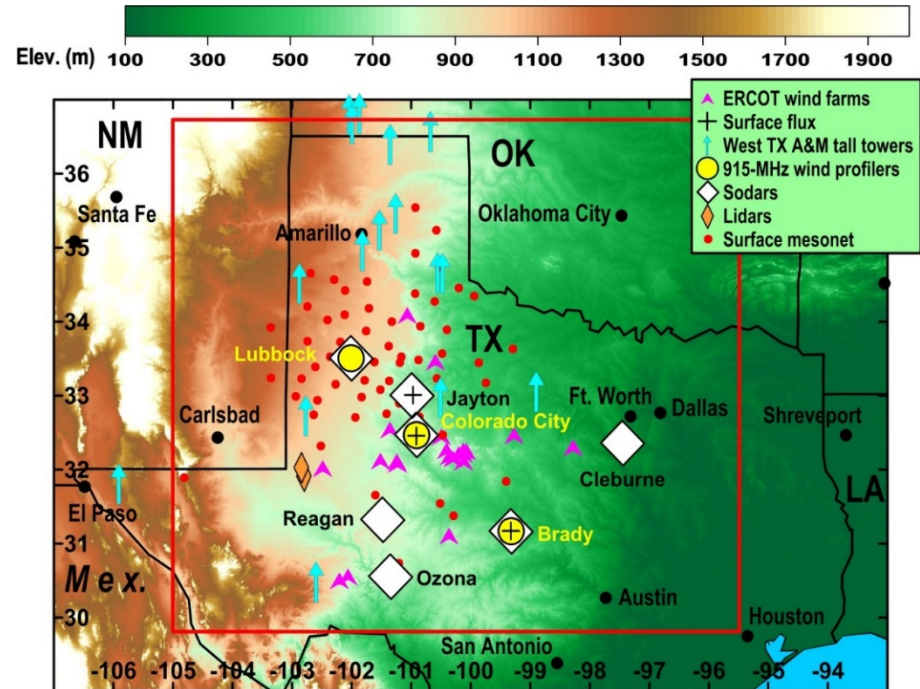 Elev. (m)
100 300 500 700 900 1100 1300 1500 1700 1900
ERCOT wind farms
Surface flux
West TX A&M tall towers
915-MHz wind profilers
Sodars
Lidars
Surface mesonet
NM
OK
36
Santa Fe
Oklahoma City
35
Amarillo
34
TX
Lubbock
33
Jayton
Ft. Worth
Dallas
Carlsbad
Colorado City
Shreveport
32
Cleburne
El Paso
LA
Reagan
31
Brady
Mex.
Ozona
30
Austin
Houston
San Antonio
-106 -105 -104 -103 -102 -101 -100 -99 -98 -97 -96 -95 -94